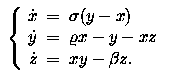 ẋ = σ(y − x)
ẏ = ϱx − y − xz
ż = xy − βz.